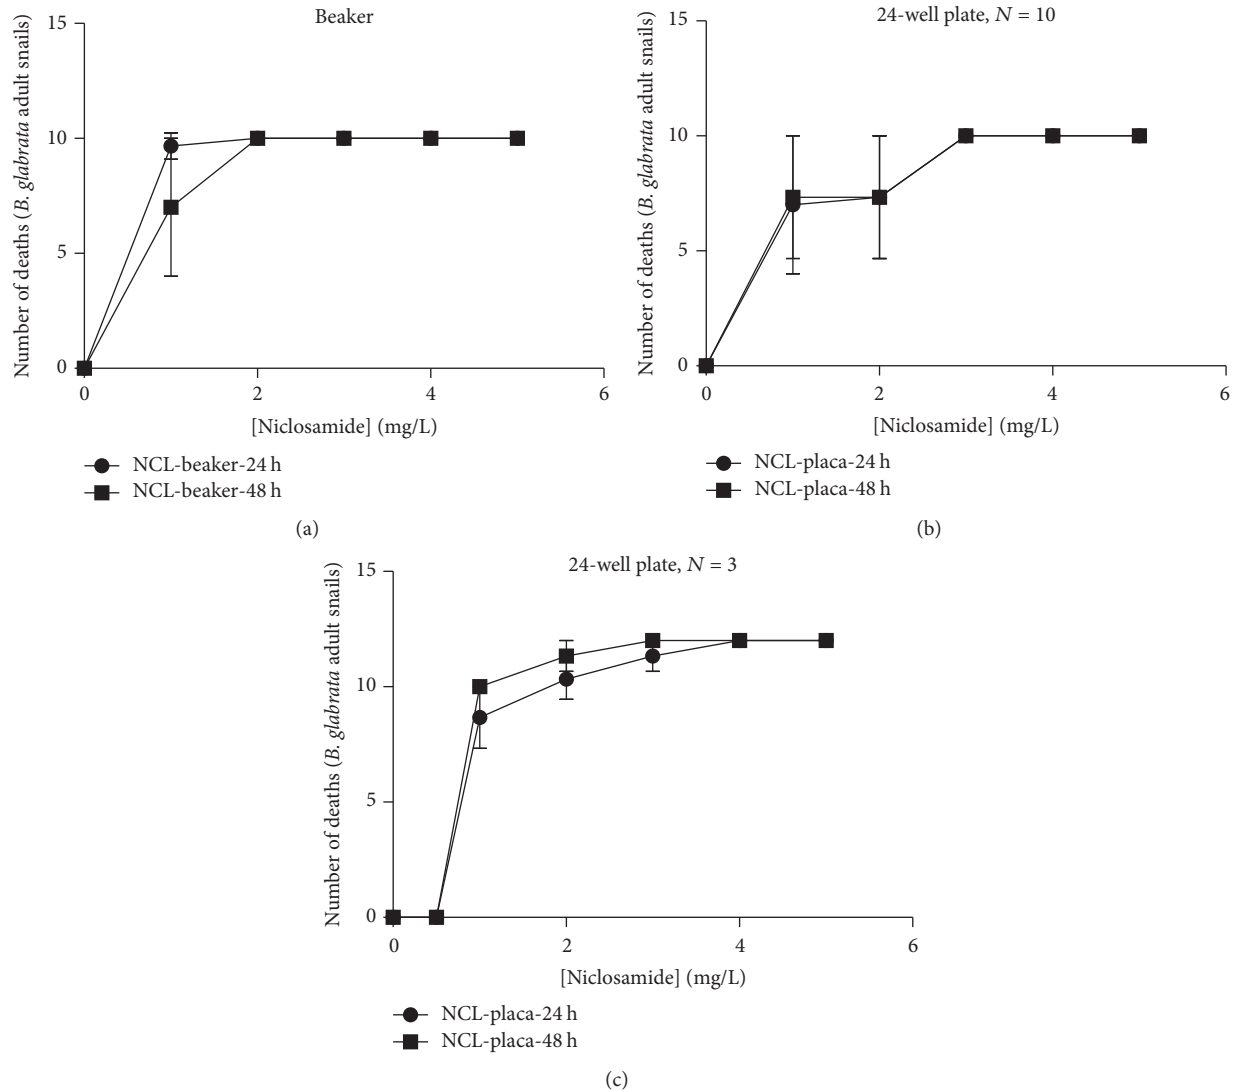 Beaker
15
10
5
0
Number of deaths (B. glabrata adult snails)
0 2 4 6
[Niclosamide] (mg/L)
NCL-beaker-24 h
NCL-beaker-48 h
(a)
24-well plate, N = 10
15
10
5
0
Number of deaths (B. glabrata adult snails)
0 2 4 6
[Niclosamide] (mg/L)
NCL-placa-24 h
NCL-placa-48 h
(b)
24-well plate, N = 3
15
10
5
0
Number of deaths (B. glabrata adult snails)
0 2 4 6
[Niclosamide] (mg/L)
NCL-placa-24 h
NCL-placa-48 h
(c)